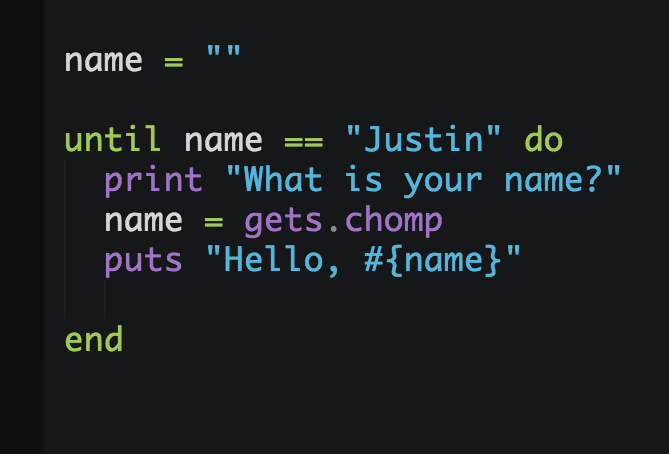 name = ""
until name == "Justin" do
print "What is your name?"
name = gets.chomp
puts "Hello, #{name}"
end